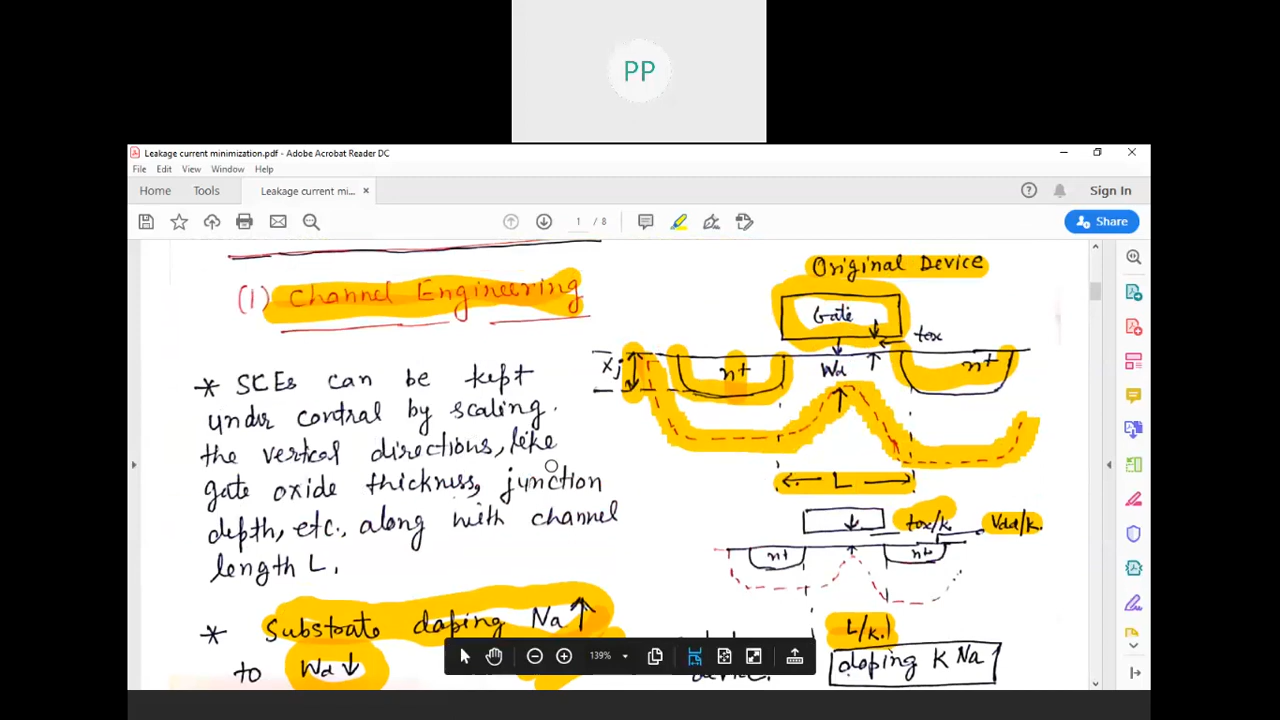 PP
Leakage current minimization.pdf - Adobe Acrobat Reader DC
File Edit View Window Help
Home Tools Leakage current mi... × Sign In
1 / 8 Share
(1) Channel Engineering
* SCEs can be kept
under control by scaling
the vertical directions, like
gate oxide thickness, junction
depth, etc., along with channel
length L.
* Substrate doping Na ↑
to Wd ↓
Original Device
Gate
tox
Xj n+ Wd n+
L
tox/k Vdd/k.
n+ n+
L/k.
doping K Na
device.
139%